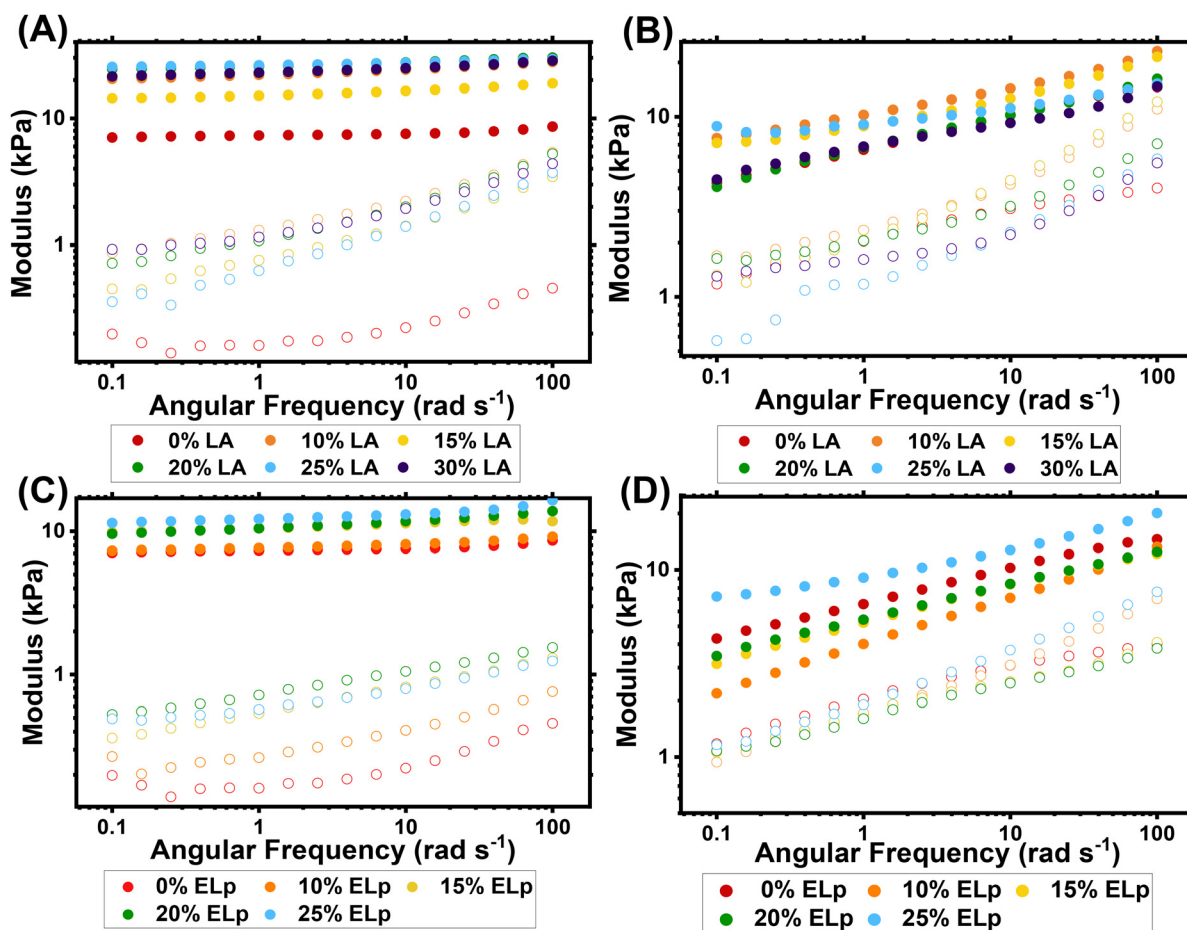 (A)
Modulus (kPa)
10
1
0.1 1 10 100
Angular Frequency (rad s-1)
0% LA 10% LA 15% LA
20% LA 25% LA 30% LA
(B)
Modulus (kPa)
10
1
0.1 1 10 100
Angular Frequency (rad s-1)
0% LA 10% LA 15% LA
20% LA 25% LA 30% LA
(C)
Modulus (kPa)
10
1
0.1 1 10 100
Angular Frequency (rad s-1)
0% ELp 10% ELp 15% ELp
20% ELp 25% ELp
(D)
Modulus (kPa)
10
1
0.1 1 10 100
Angular Frequency (rad s-1)
0% ELp 10% ELp 15% ELp
20% ELp 25% ELp